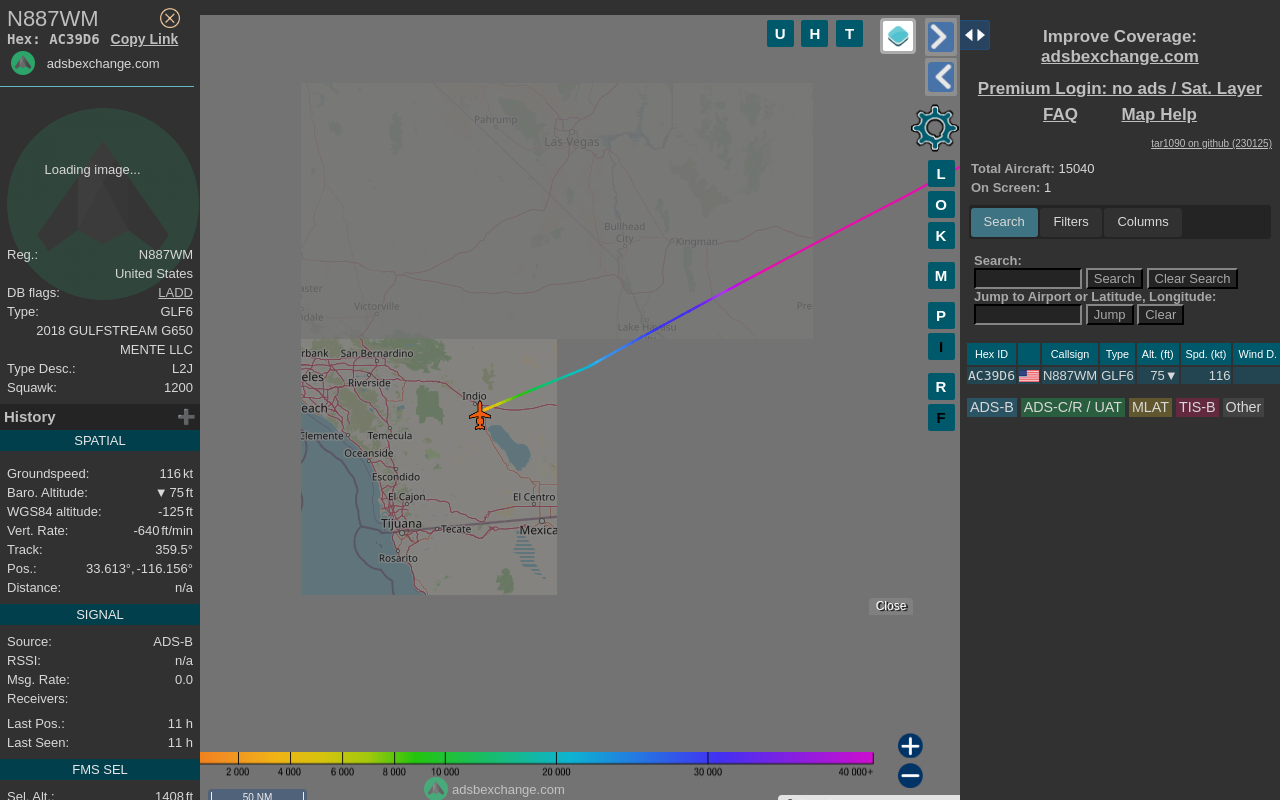 N887WM
Hex: AC39D6 Copy Link
adsbexchange.com
Loading image...
Reg.: N887WM
United States
DB flags: LADD
Type: GLF6
2018 GULFSTREAM G650
MENTE LLC
Type Desc.: L2J
Squawk: 1200
History
SPATIAL
Groundspeed: 116 kt
Baro. Altitude: ▼ 75 ft
WGS84 altitude: -125 ft
Vert. Rate: -640 ft/min
Track: 359.5°
Pos.: 33.613°, -116.156°
Distance: n/a
SIGNAL
Source: ADS-B
RSSI: n/a
Msg. Rate: 0.0
Receivers:
Last Pos.: 11 h
Last Seen: 11 h
FMS SEL
Sel. Alt.: 1408 ft
U H T
L
O
K
M
P
I
R
F
Pahrump
Las Vegas
Bullhead
City
Kingman
Victorville
Lake Havasu
Pre
aster
dale
rbank San Bernardino
eles
Riverside
each
Indio
Clemente Temecula
Oceanside
Escondido
El Cajon El Centro
Tijuana Tecate Mexica
Rosarito
Close
2 000 4 000 6 000 8 000 10 000 20 000 30 000 40 000+
adsbexchange.com
50 NM
Improve Coverage:
adsbexchange.com
Premium Login: no ads / Sat. Layer
FAQ Map Help
tar1090 on github (230125)
Total Aircraft: 15040
On Screen: 1
Search Filters Columns
Search:
Search Clear Search
Jump to Airport or Latitude, Longitude:
Jump Clear
Hex ID Callsign Type Alt. (ft) Spd. (kt) Wind D.
AC39D6 N887WM GLF6 75▼ 116
ADS-B ADS-C/R / UAT MLAT TIS-B Other